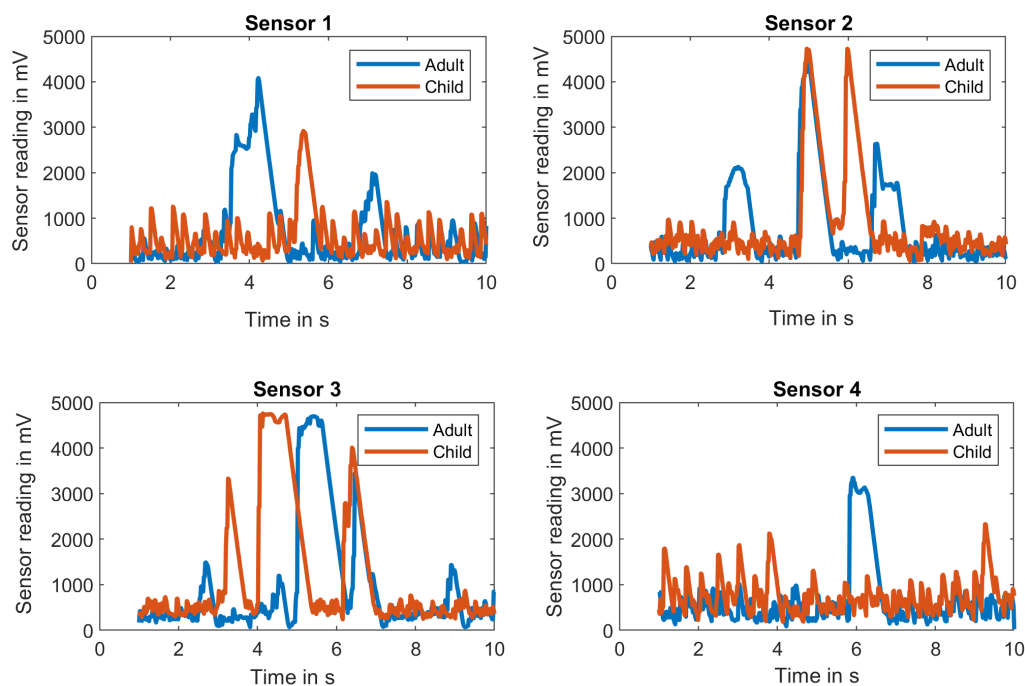 Sensor 1
Sensor reading in mV
5000
4000
3000
2000
1000
0
Adult
Child
0 2 4 6 8 10
Time in s
Sensor 2
Sensor reading in mV
5000
4000
3000
2000
1000
0
Adult
Child
0 2 4 6 8 10
Time in s
Sensor 3
Sensor reading in mV
5000
4000
3000
2000
1000
0
Adult
Child
0 2 4 6 8 10
Time in s
Sensor 4
Sensor reading in mV
5000
4000
3000
2000
1000
0
Adult
Child
0 2 4 6 8 10
Time in s